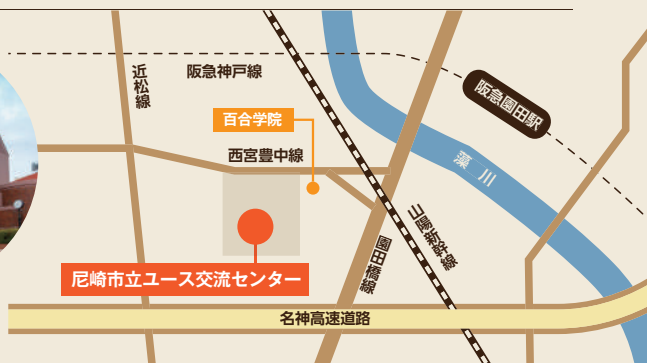 近松線
阪急神戸線
阪急園田駅
百合学院
西宮豊中線
藻川
山陽新幹線
園田橋線
尼崎市立ユース交流センター
名神高速道路